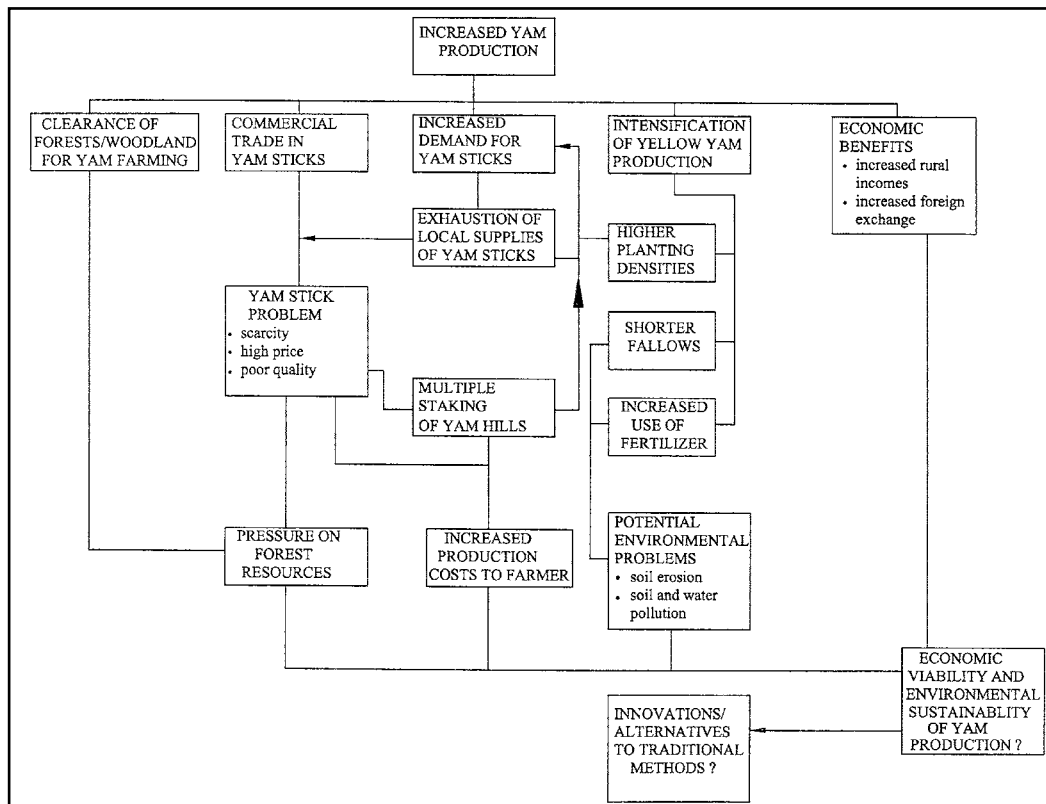 INCREASED YAM
PRODUCTION
CLEARANCE OF
FORESTS/WOODLAND
FOR YAM FARMING
COMMERCIAL
TRADE IN
YAM STICKS
INCREASED
DEMAND FOR
YAM STICKS
INTENSIFICATION
OF YELLOW YAM
PRODUCTION
ECONOMIC
BENEFITS
• increased rural
incomes
• increased foreign
exchange
EXHAUSTION OF
LOCAL SUPPLIES
OF YAM STICKS
HIGHER
PLANTING
DENSITIES
YAM STICK
PROBLEM
• scarcity
• high price
• poor quality
SHORTER
FALLOWS
MULTIPLE
STAKING
OF YAM HILLS
INCREASED
USE OF
FERTILIZER
PRESSURE ON
FOREST
RESOURCES
INCREASED
PRODUCTION
COSTS TO FARMER
POTENTIAL
ENVIRONMENTAL
PROBLEMS
• soil erosion
• soil and water
pollution
ECONOMIC
VIABILITY AND
ENVIRONMENTAL
SUSTAINABLITY
OF YAM
PRODUCTION ?
INNOVATIONS/
ALTERNATIVES
TO TRADITIONAL
METHODS ?